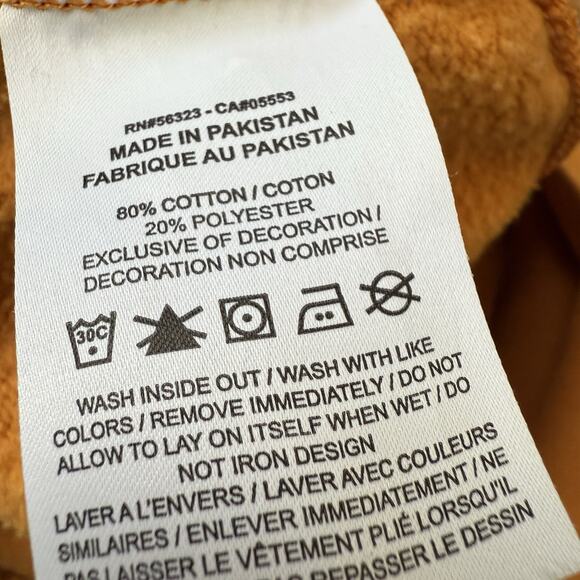 RN#56323 - CA#05553
MADE IN PAKISTAN
FABRIQUE AU PAKISTAN
80% COTTON / COTON
20% POLYESTER
EXCLUSIVE OF DECORATION /
DECORATION NON COMPRISE
30C
WASH INSIDE OUT / WASH WITH LIKE
COLORS / REMOVE IMMEDIATELY / DO NOT
ALLOW TO LAY ON ITSELF WHEN WET / DO
NOT IRON DESIGN
LAVER A L'ENVERS / LAVER AVEC COULEURS
SIMILAIRES / ENLEVER IMMEDIATEMENT / NE
PAS LAISSER LE VÊTEMENT PLIÉ LORSQU'IL
REPASSER LE DESSIN